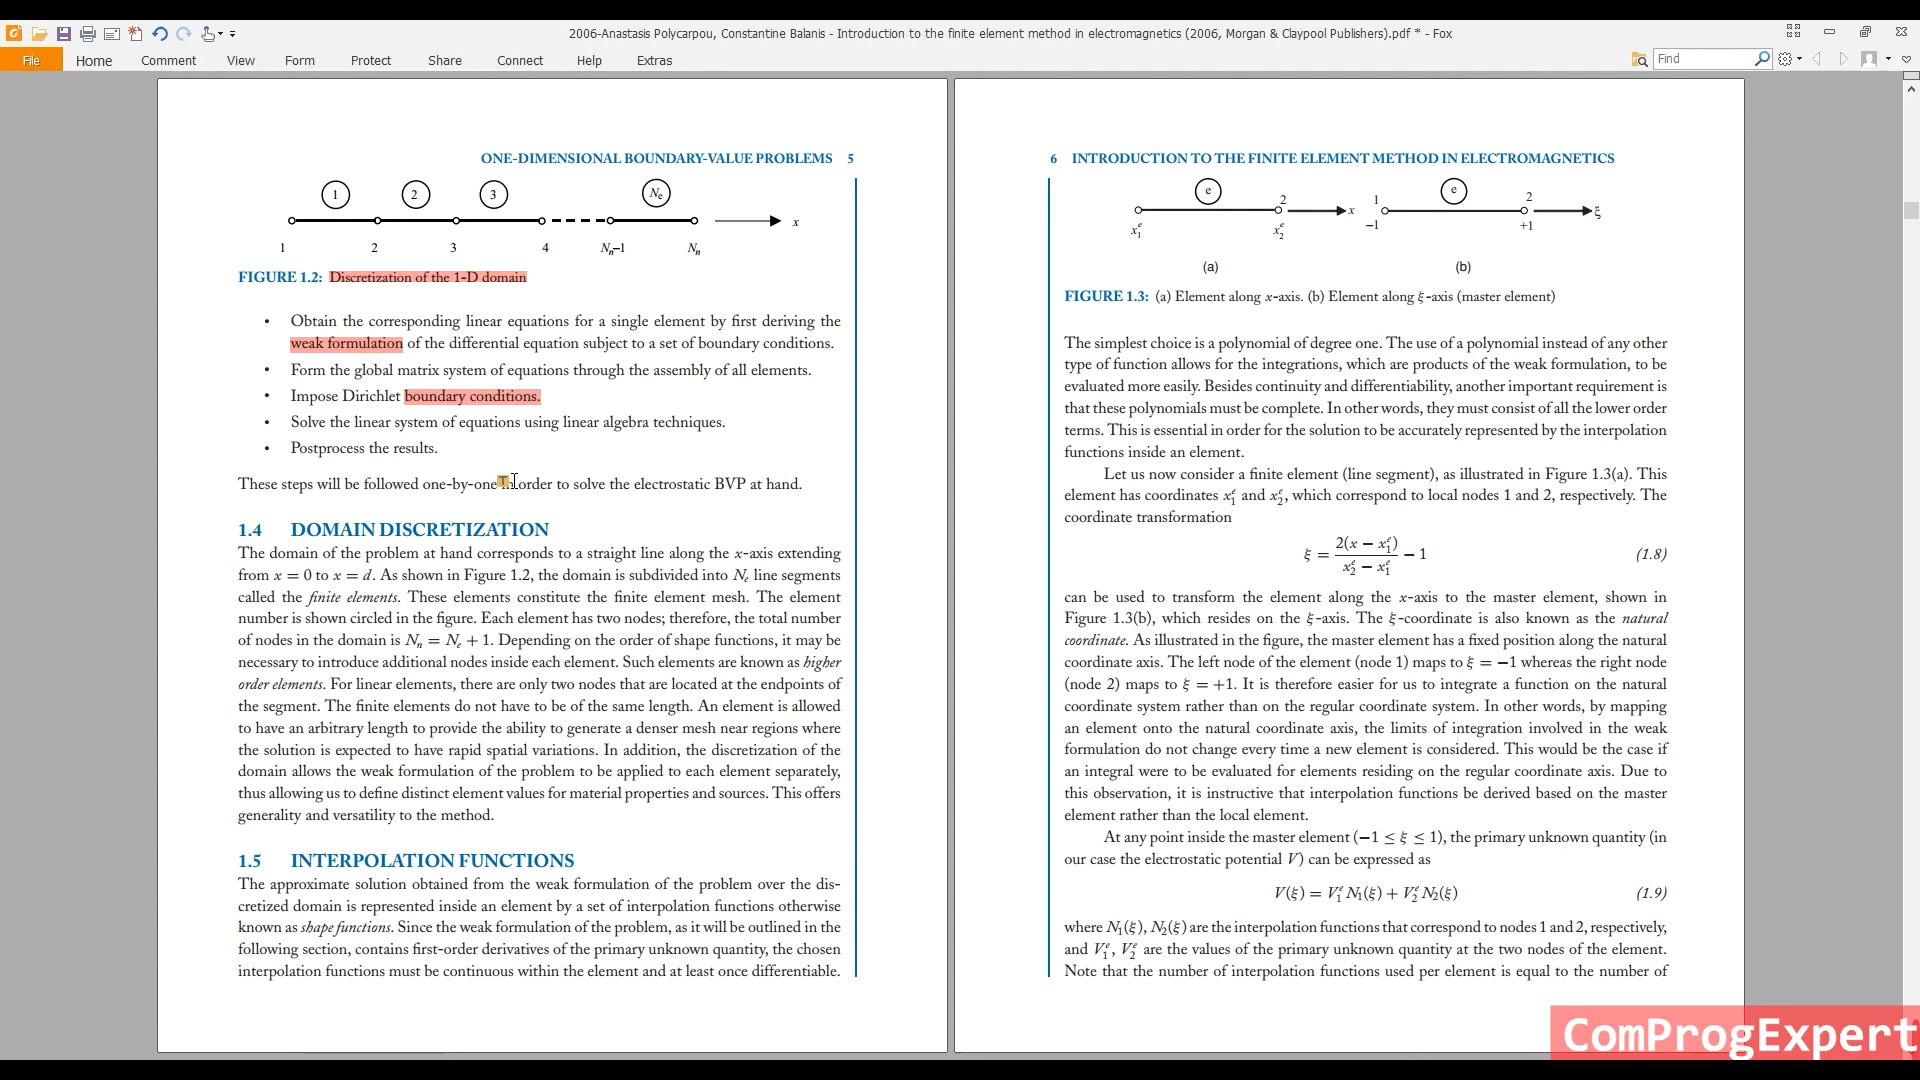 2006-Anastasis Polycarpou, Constantine Balanis - Introduction to the finite element method in electromagnetics (2006, Morgan & Claypool Publishers).pdf * - Fox
File Home Comment View Form Protect Share Connect Help Extras Find
ONE-DIMENSIONAL BOUNDARY-VALUE PROBLEMS 5
1 2 3 Nₑ
x
1 2 3 4 Nₙ–1 Nₙ
FIGURE 1.2: Discretization of the 1-D domain
• Obtain the corresponding linear equations for a single element by first deriving the
weak formulation of the differential equation subject to a set of boundary conditions.
• Form the global matrix system of equations through the assembly of all elements.
• Impose Dirichlet boundary conditions.
• Solve the linear system of equations using linear algebra techniques.
• Postprocess the results.
These steps will be followed one-by-one order to solve the electrostatic BVP at hand.
1.4 DOMAIN DISCRETIZATION
The domain of the problem at hand corresponds to a straight line along the x-axis extending
from x = 0 to x = d. As shown in Figure 1.2, the domain is subdivided into Nₑ line segments
called the finite elements. These elements constitute the finite element mesh. The element
number is shown circled in the figure. Each element has two nodes; therefore, the total number
of nodes in the domain is Nₙ = Nₑ + 1. Depending on the order of shape functions, it may be
necessary to introduce additional nodes inside each element. Such elements are known as higher
order elements. For linear elements, there are only two nodes that are located at the endpoints of
the segment. The finite elements do not have to be of the same length. An element is allowed
to have an arbitrary length to provide the ability to generate a denser mesh near regions where
the solution is expected to have rapid spatial variations. In addition, the discretization of the
domain allows the weak formulation of the problem to be applied to each element separately,
thus allowing us to define distinct element values for material properties and sources. This offers
generality and versatility to the method.
1.5 INTERPOLATION FUNCTIONS
The approximate solution obtained from the weak formulation of the problem over the dis-
cretized domain is represented inside an element by a set of interpolation functions otherwise
known as shape functions. Since the weak formulation of the problem, as it will be outlined in the
following section, contains first-order derivatives of the primary unknown quantity, the chosen
interpolation functions must be continuous within the element and at least once differentiable.
6 INTRODUCTION TO THE FINITE ELEMENT METHOD IN ELECTROMAGNETICS
e 2 x 1 e 2 ξ
x₁ᵉ x₂ᵉ −1 +1
(a) (b)
FIGURE 1.3: (a) Element along x-axis. (b) Element along ξ-axis (master element)
The simplest choice is a polynomial of degree one. The use of a polynomial instead of any other
type of function allows for the integrations, which are products of the weak formulation, to be
evaluated more easily. Besides continuity and differentiability, another important requirement is
that these polynomials must be complete. In other words, they must consist of all the lower order
terms. This is essential in order for the solution to be accurately represented by the interpolation
functions inside an element.
Let us now consider a finite element (line segment), as illustrated in Figure 1.3(a). This
element has coordinates x₁ᵉ and x₂ᵉ, which correspond to local nodes 1 and 2, respectively. The
coordinate transformation
ξ = 2(x − x₁ᵉ) / x₂ᵉ − x₁ᵉ − 1 (1.8)
can be used to transform the element along the x-axis to the master element, shown in
Figure 1.3(b), which resides on the ξ-axis. The ξ-coordinate is also known as the natural
coordinate. As illustrated in the figure, the master element has a fixed position along the natural
coordinate axis. The left node of the element (node 1) maps to ξ = −1 whereas the right node
(node 2) maps to ξ = +1. It is therefore easier for us to integrate a function on the natural
coordinate system rather than on the regular coordinate system. In other words, by mapping
an element onto the natural coordinate axis, the limits of integration involved in the weak
formulation do not change every time a new element is considered. This would be the case if
an integral were to be evaluated for elements residing on the regular coordinate axis. Due to
this observation, it is instructive that interpolation functions be derived based on the master
element rather than the local element.
At any point inside the master element (−1 ≤ ξ ≤ 1), the primary unknown quantity (in
our case the electrostatic potential V) can be expressed as
V(ξ) = V₁ᵉ N₁(ξ) + V₂ᵉ N₂(ξ) (1.9)
where N₁(ξ), N₂(ξ) are the interpolation functions that correspond to nodes 1 and 2, respectively,
and V₁ᵉ, V₂ᵉ are the values of the primary unknown quantity at the two nodes of the element.
Note that the number of interpolation functions used per element is equal to the number of
ComProgExpert